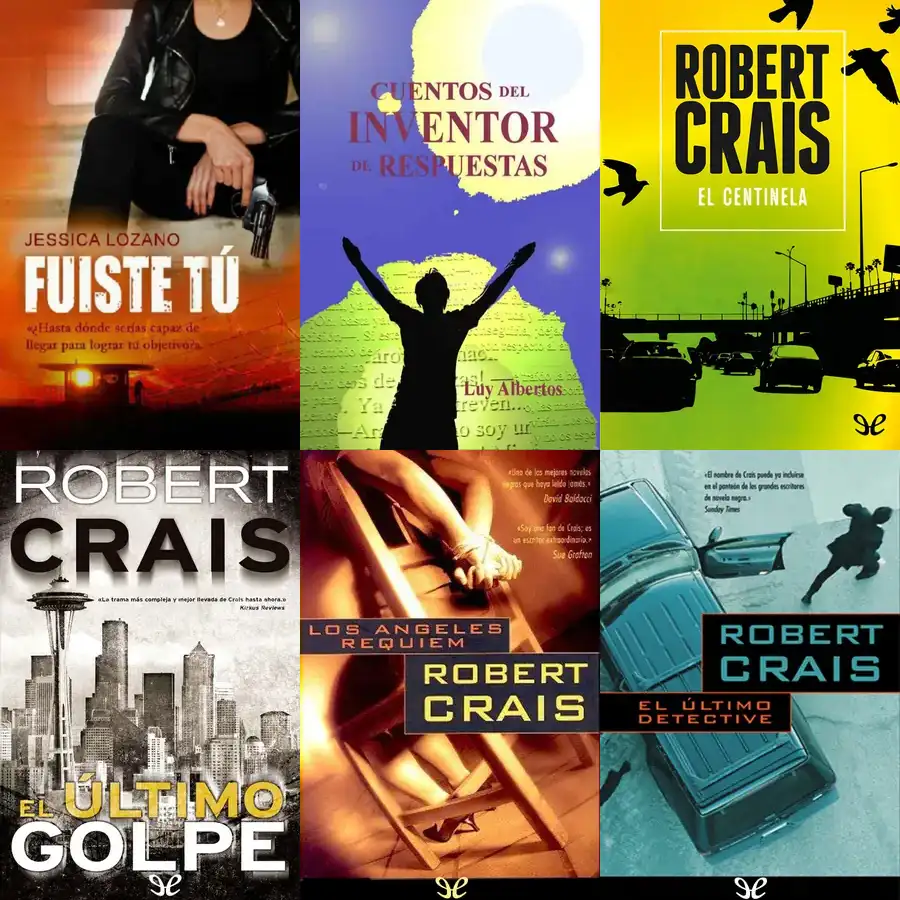 JESSICA LOZANO
FUISTE TÚ
«¿Hasta dónde serías capaz de
llegar para lograr tu objetivo?».
CUENTOS DEL
INVENTOR
DE RESPUESTAS
Luy Albertos
ROBERT
CRAIS
EL CENTINELA
ROBERT
CRAIS
«La trama más compleja y mejor llevada de Crais hasta ahora.»
Kirkus Reviews
EL ÚLTIMO
GOLPE
«Una de las mejores novelas
negras que haya leído jamás.»
David Baldacci
«Soy una fan de Crais; es
un escritor extraordinario.»
Sue Grafton
LOS ANGELES
REQUIEM
ROBERT
CRAIS
«El nombre de Crais puede ya incluirse
en el panteón de los grandes escritores
de novela negra.»
Sunday Times
ROBERT
CRAIS
EL ÚLTIMO
DETECTIVE